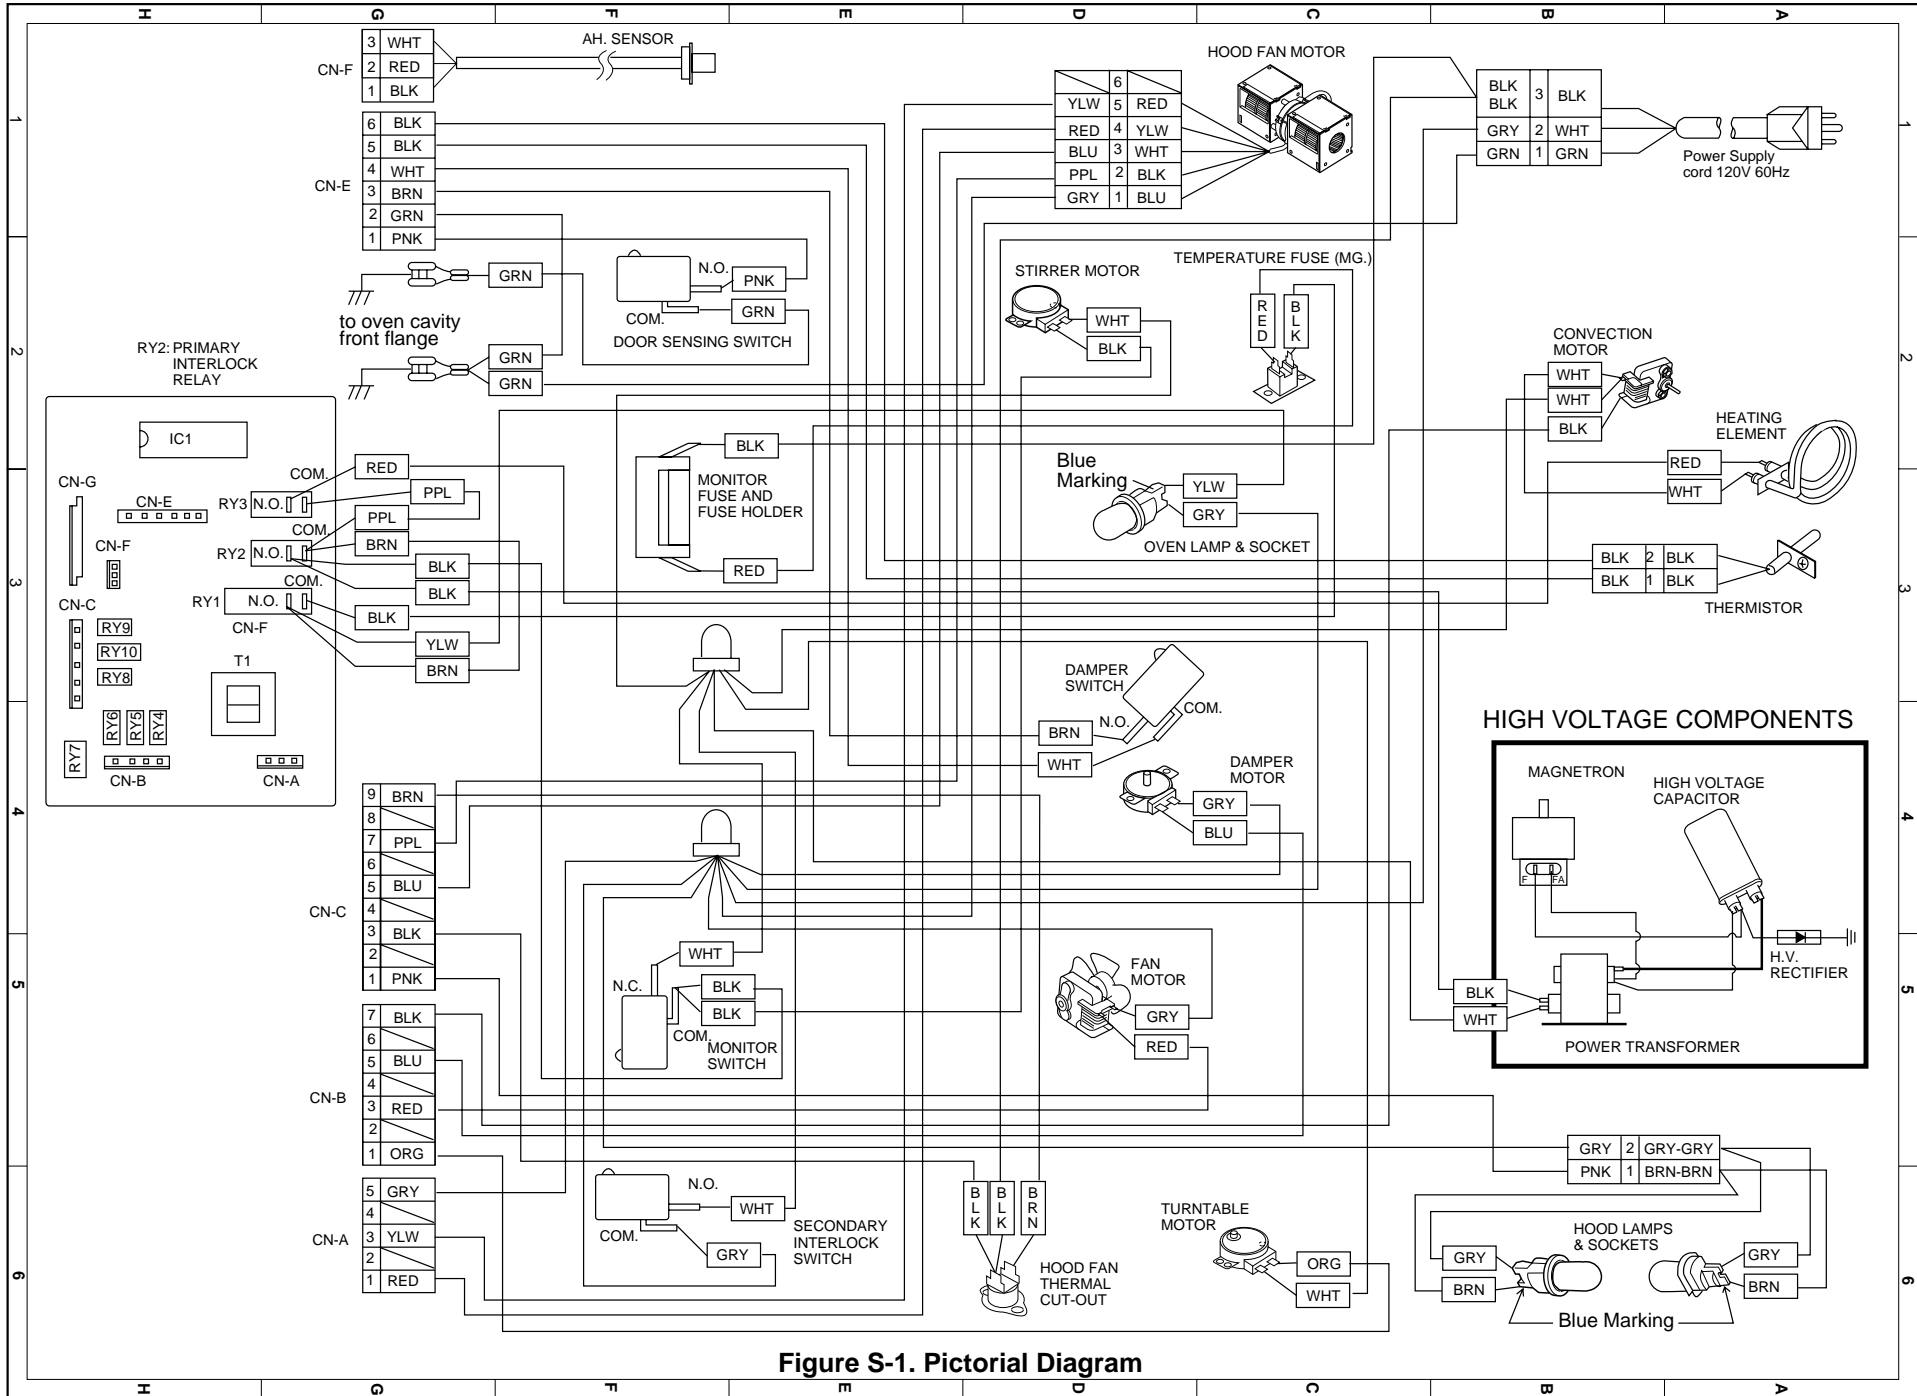 H G F E D C B A
1
2
3
4
5
6
CN-F
3 WHT
2 RED
1 BLK
AH. SENSOR
CN-E
6 BLK
5 BLK
4 WHT
3 BRN
2 GRN
1 PNK
HOOD FAN MOTOR
6
YLW 5 RED
RED 4 YLW
BLU 3 WHT
PPL 2 BLK
GRY 1 BLU
BLK
BLK
3 BLK
GRY 2 WHT
GRN 1 GRN
Power Supply
cord 120V 60Hz
GRN
to oven cavity
front flange
GRN
GRN
N.O.
PNK
GRN
COM.
DOOR SENSING SWITCH
STIRRER MOTOR
WHT
BLK
TEMPERATURE FUSE (MG.)
RED
BLK
CONVECTION
MOTOR
WHT
WHT
BLK
HEATING
ELEMENT
RED
WHT
RY2: PRIMARY
INTERLOCK
RELAY
IC1
CN-G
CN-E
CN-F
CN-C
COM.
RY3 N.O.
COM.
RY2 N.O.
COM.
RY1 N.O.
CN-F
RY9
RY10
RY8
T1
RY6
RY5
RY4
RY7
CN-B
CN-A
RED
PPL
PPL
BRN
BLK
BLK
BLK
YLW
BRN
BLK
MONITOR
FUSE AND
FUSE HOLDER
RED
Blue
Marking
YLW
GRY
OVEN LAMP & SOCKET
BLK 2 BLK
BLK 1 BLK
THERMISTOR
DAMPER
SWITCH
COM.
N.O.
BRN
WHT
DAMPER
MOTOR
GRY
BLU
HIGH VOLTAGE COMPONENTS
MAGNETRON
F FA
HIGH VOLTAGE
CAPACITOR
H.V.
RECTIFIER
BLK
WHT
POWER TRANSFORMER
CN-C
9 BRN
8
7 PPL
6
5 BLU
4
3 BLK
2
1 PNK
CN-B
7 BLK
6
5 BLU
4
3 RED
2
1 ORG
CN-A
5 GRY
4
3 YLW
2
1 RED
WHT
N.C.
BLK
BLK
COM.
MONITOR
SWITCH
FAN
MOTOR
GRY
RED
N.O.
WHT
COM.
GRY
SECONDARY
INTERLOCK
SWITCH
BLK
BLK
BRN
HOOD FAN
THERMAL
CUT-OUT
TURNTABLE
MOTOR
ORG
WHT
GRY 2 GRY-GRY
PNK 1 BRN-BRN
HOOD LAMPS
& SOCKETS
GRY
BRN
GRY
BRN
Blue Marking
Figure S-1. Pictorial Diagram
1
2
3
4
5
6
H G F E D C B A